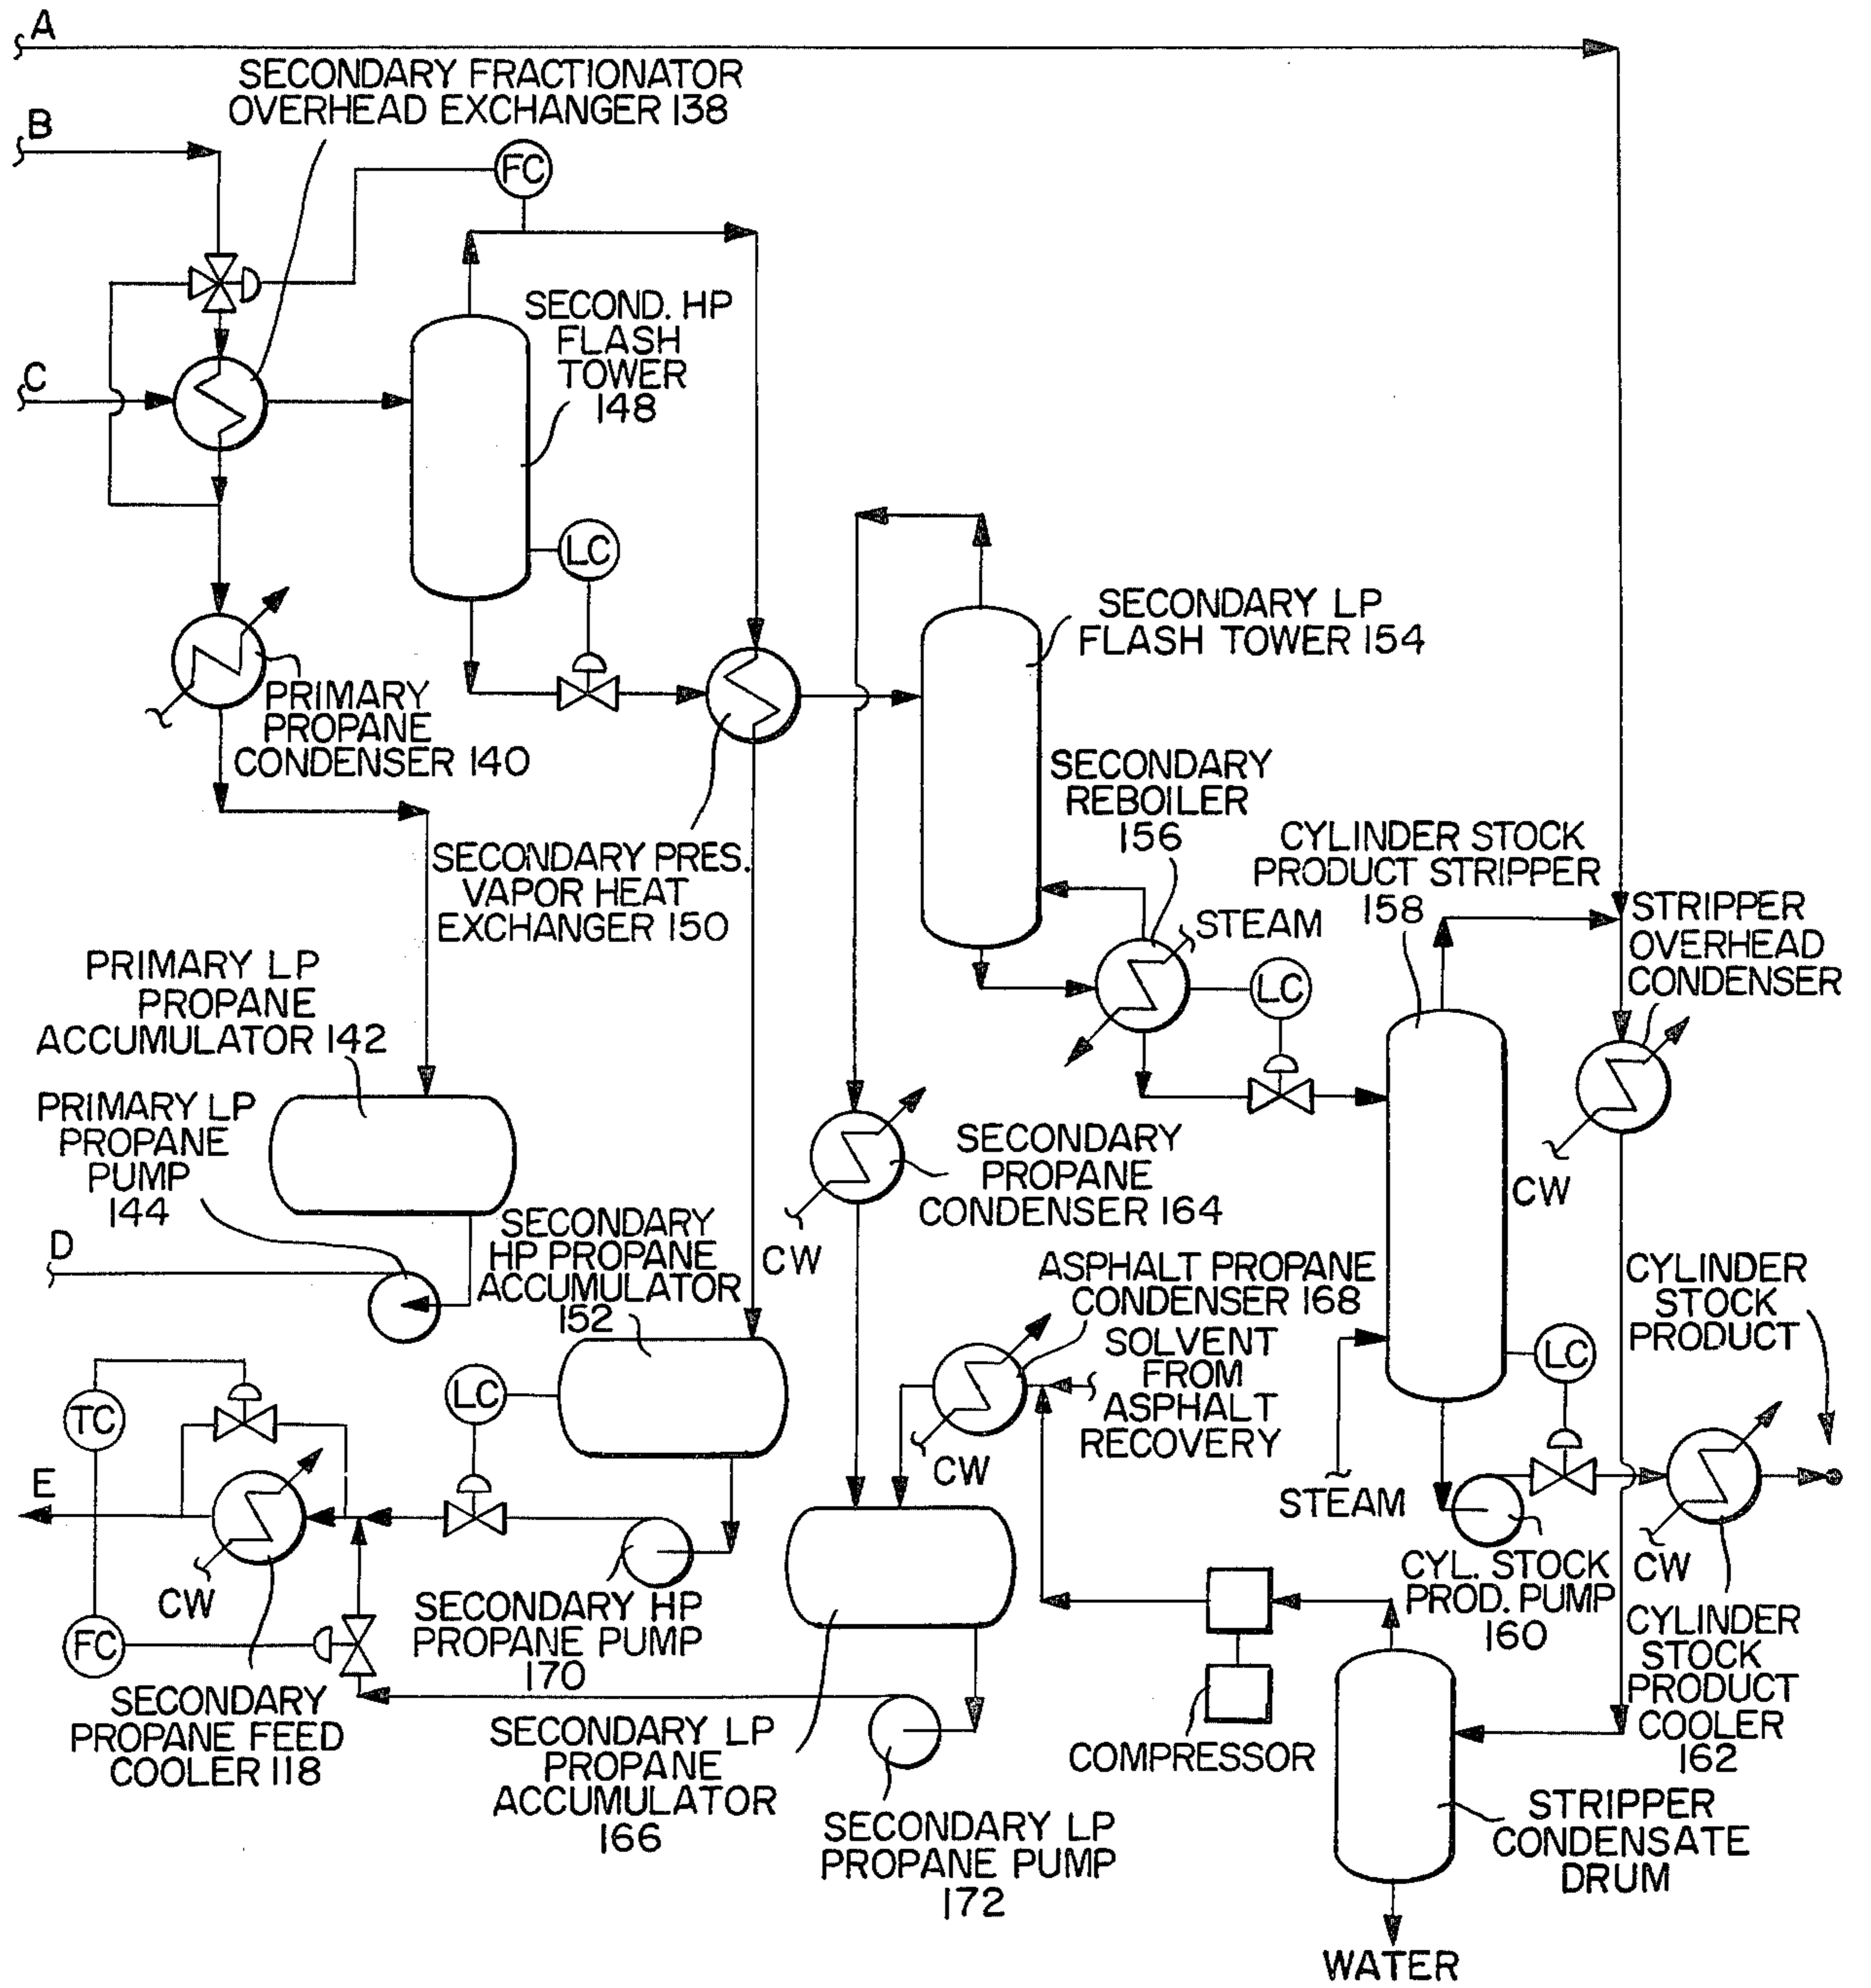 A
SECONDARY FRACTIONATOR
OVERHEAD EXCHANGER 138
B
FC
SECOND. HP
FLASH
TOWER
148
C
LC
SECONDARY LP
FLASH TOWER 154
PRIMARY
PROPANE
CONDENSER 140
SECONDARY
REBOILER
156
CYLINDER STOCK
PRODUCT STRIPPER
158
SECONDARY PRES.
VAPOR HEAT
EXCHANGER 150
STEAM
STRIPPER
OVERHEAD
CONDENSER
LC
PRIMARY LP
PROPANE
ACCUMULATOR 142
PRIMARY LP
PROPANE
PUMP
144
SECONDARY
PROPANE
CONDENSER 164
CW
CW
D
SECONDARY
HP PROPANE
ACCUMULATOR
152
ASPHALT PROPANE
CONDENSER 168
SOLVENT
FROM
ASPHALT
RECOVERY
CYLINDER
STOCK
PRODUCT
LC
LC
TC
CW
E
STEAM
CW
CW
CYL. STOCK
PROD. PUMP
160
SECONDARY HP
PROPANE PUMP
170
FC
CYLINDER
STOCK
PRODUCT
COOLER
162
SECONDARY
PROPANE FEED
COOLER 118
SECONDARY LP
PROPANE
ACCUMULATOR
166
COMPRESSOR
SECONDARY LP
PROPANE PUMP
172
STRIPPER
CONDENSATE
DRUM
WATER